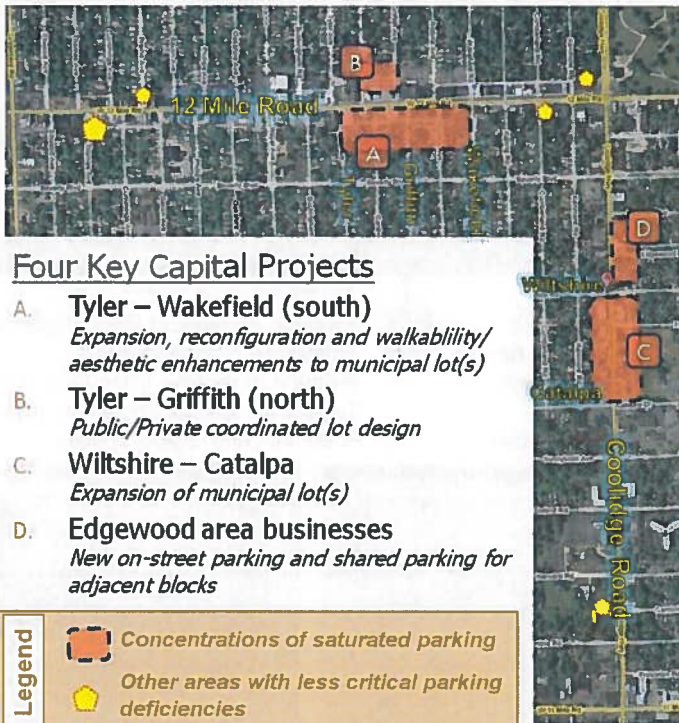 B
12 Mile Road
A
Tyler
Griffith
D
Wiltshire
C
Catalpa
Coolidge Road
Four Key Capital Projects
A. Tyler – Wakefield (south)
Expansion, reconfiguration and walkablility/
aesthetic enhancements to municipal lot(s)
B. Tyler – Griffith (north)
Public/Private coordinated lot design
C. Wiltshire – Catalpa
Expansion of municipal lot(s)
D. Edgewood area businesses
New on-street parking and shared parking for
adjacent blocks
Legend
Concentrations of saturated parking
Other areas with less critical parking
deficiencies